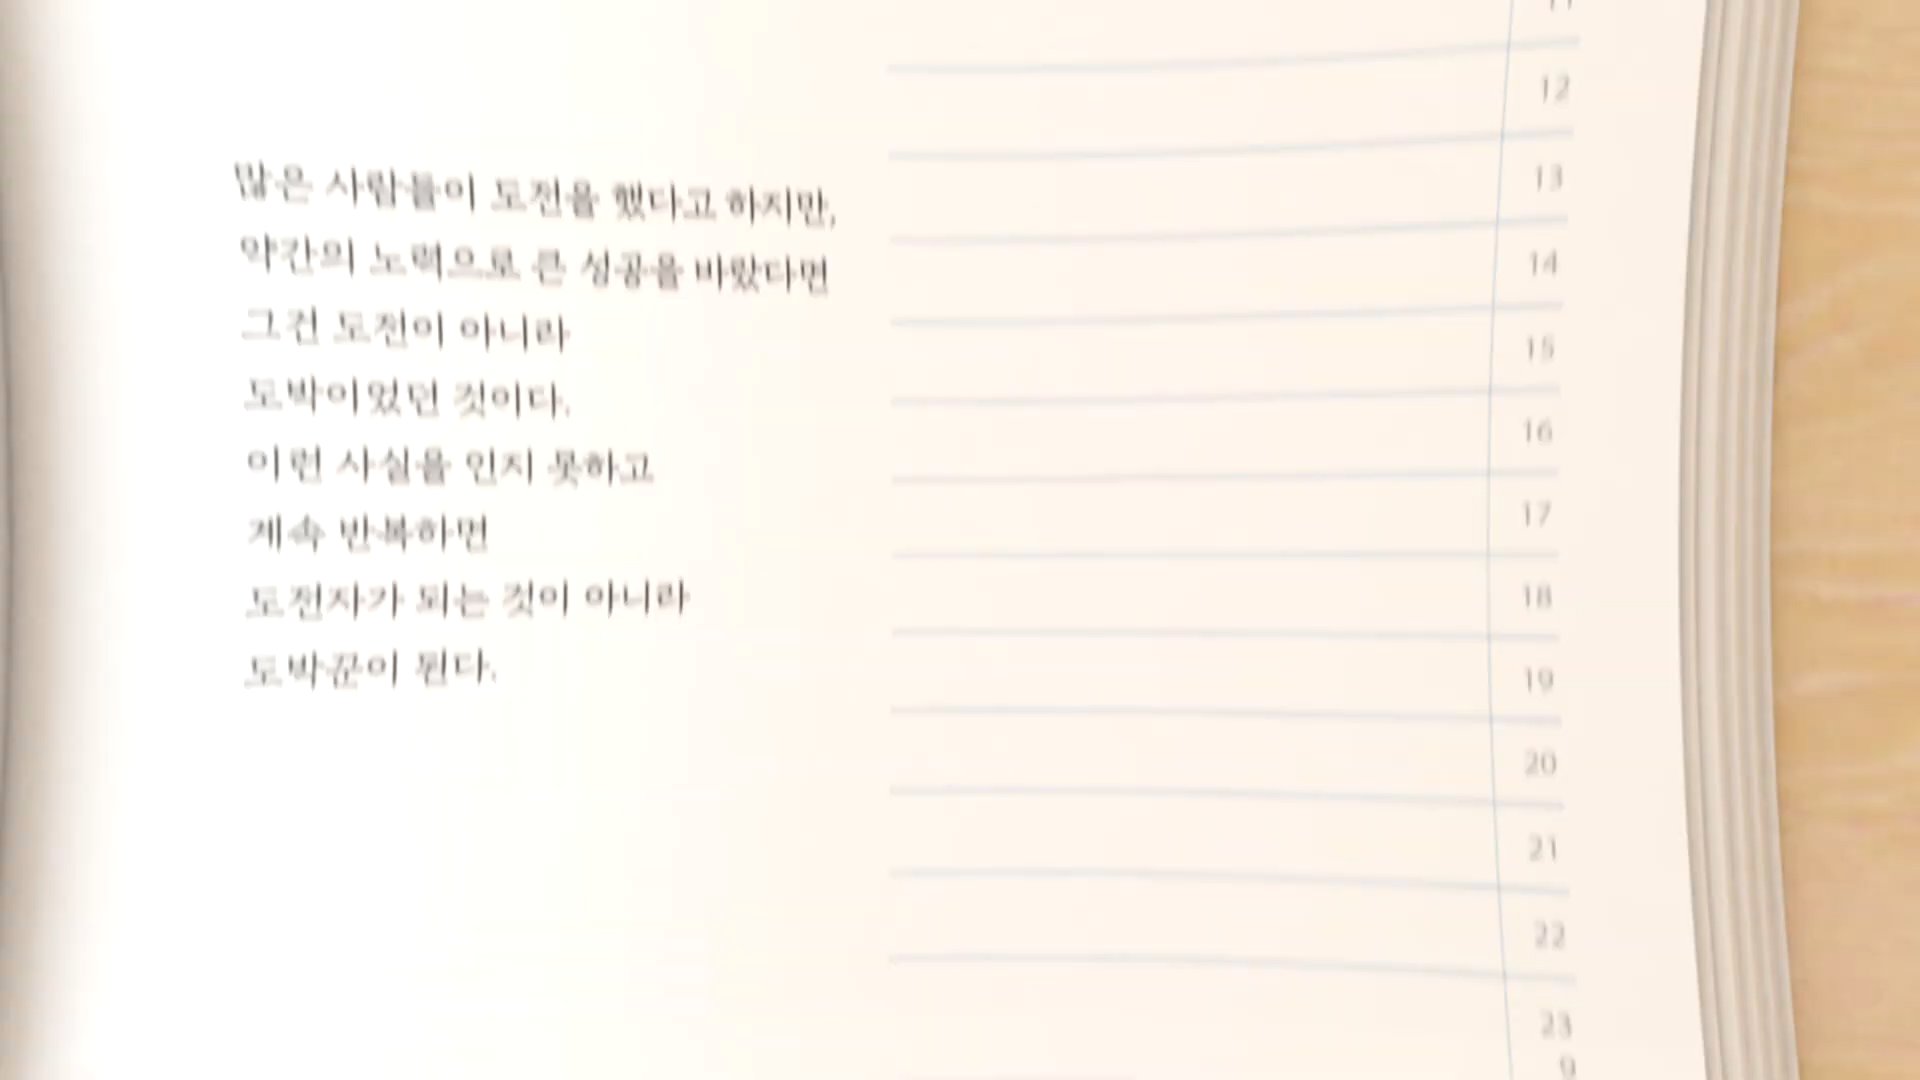 많은 사람들이 도전을 했다고 하지만,
약간의 노력으로 큰 성공을 바랐다면
그건 도전이 아니라
도박이었던 것이다.
이런 사실을 인지 못하고
계속 반복하면
도전자가 되는 것이 아니라
도박꾼이 된다.
11
12
13
14
15
16
17
18
19
20
21
22
23
9